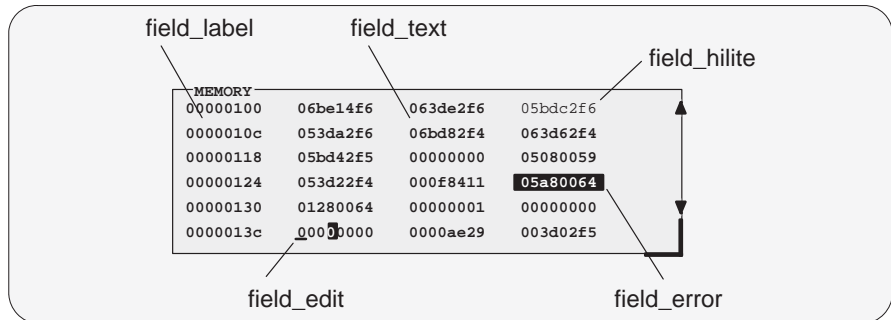 field_label field_text
field_hilite
MEMORY
00000100 06be14f6 063de2f6 05bdc2f6
0000010c 053da2f6 06bd82f4 063d62f4
00000118 05bd42f5 00000000 05080059
00000124 053d22f4 000f8411 05a80064
00000130 01280064 00000001 00000000
0000013c 00000000 0000ae29 003d02f5
field_edit field_error